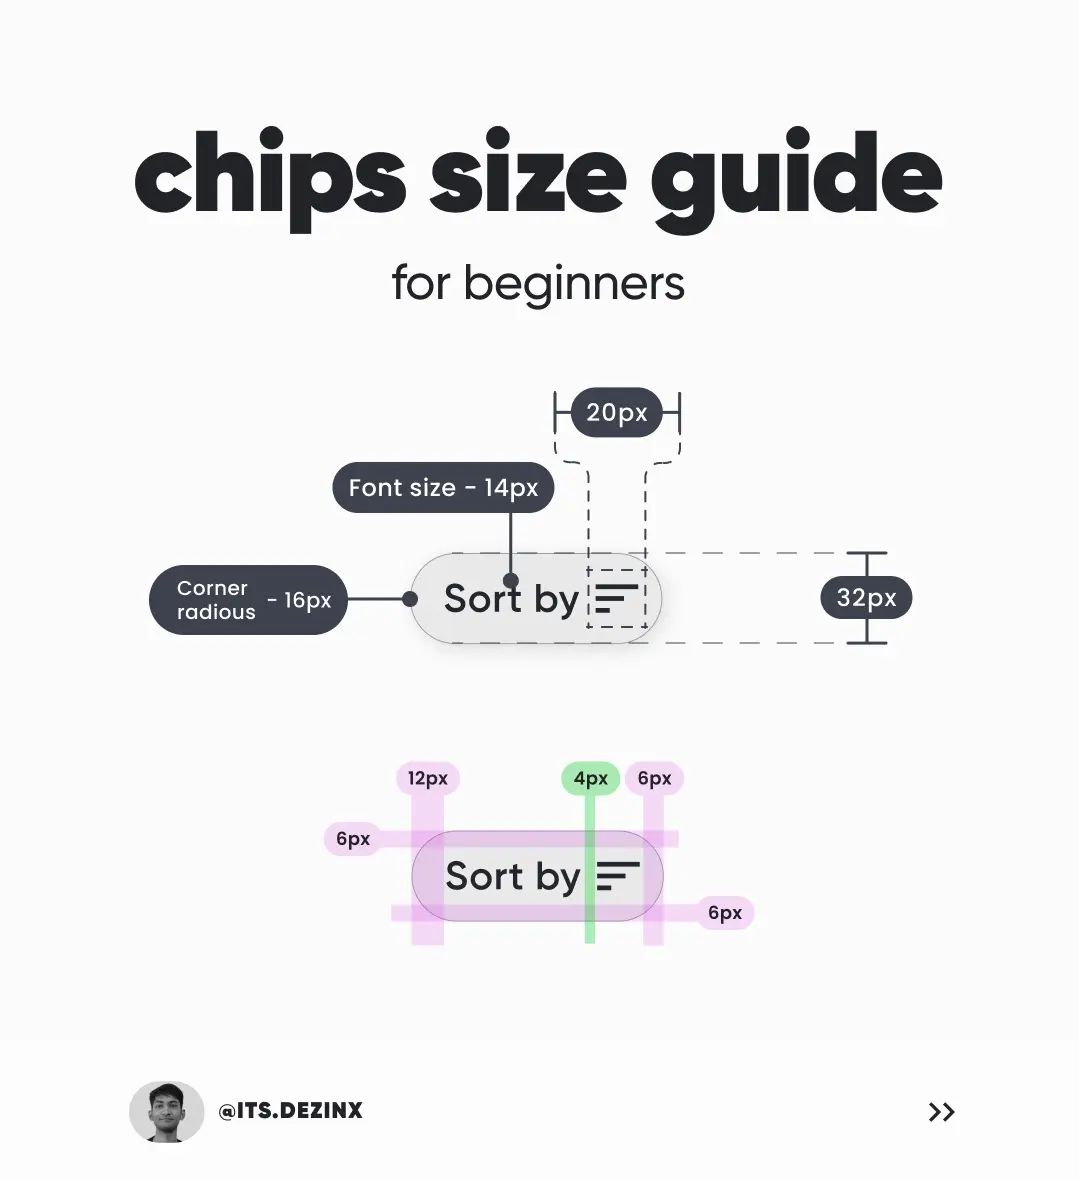 chips size guide
for beginners
20px
Font size - 14px
Corner
radious - 16px
Sort by
32px
12px
4px
6px
6px
Sort by
6px
@ITS.DEZINX